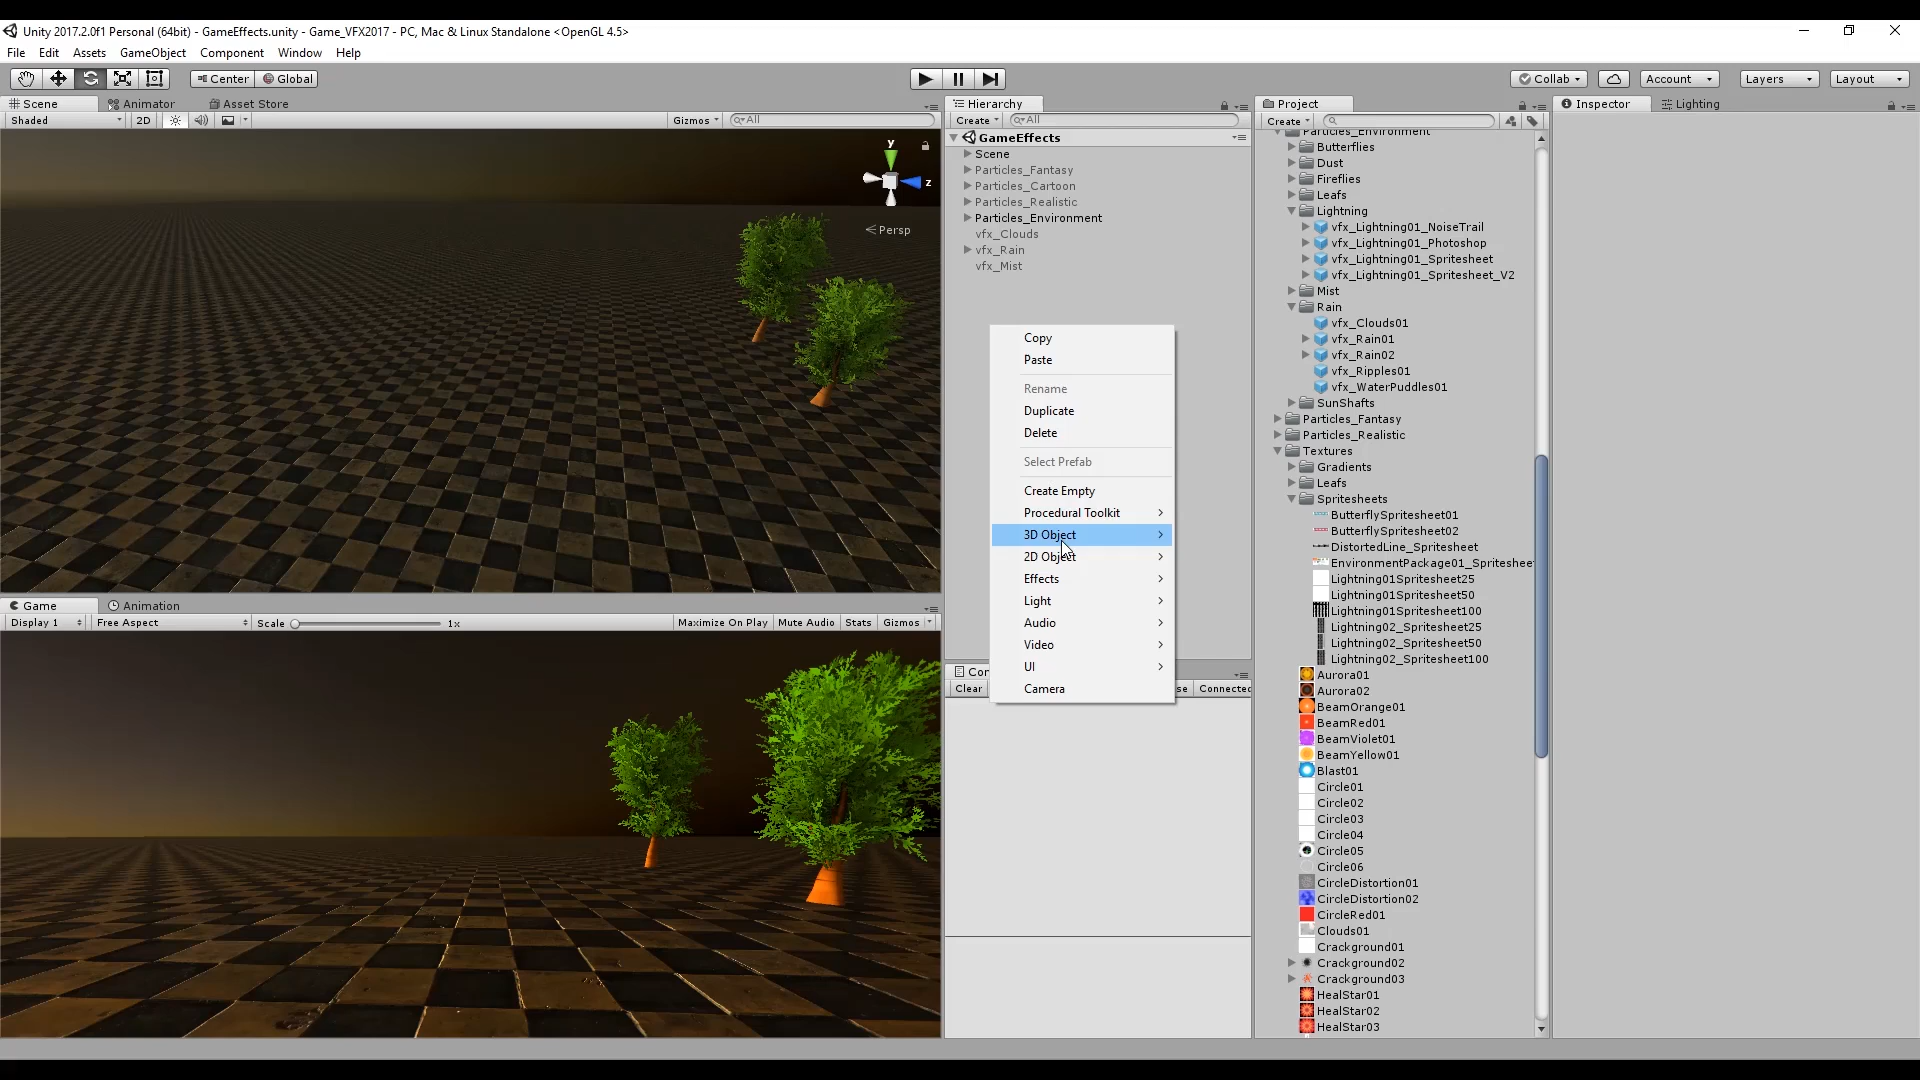 Unity 2017.2.0f1 Personal (64bit) - GameEffects.unity - Game_VFX2017 - PC, Mac & Linux Standalone <OpenGL 4.5>
File Edit Assets GameObject Component Window Help
Center Global Collab Account Layers Layout
Scene Animator Asset Store
Shaded 2D Gizmos All
y
z
Persp
Game Animation
Display 1 Free Aspect Scale 1x Maximize On Play Mute Audio Stats Gizmos
Hierarchy
Create All
GameEffects
Scene
Particles_Fantasy
Particles_Cartoon
Particles_Realistic
Particles_Environment
vfx_Clouds
vfx_Rain
vfx_Mist
Copy
Paste
Rename
Duplicate
Delete
Select Prefab
Create Empty
Procedural Toolkit
3D Object
2D Object
Effects
Light
Audio
Video
UI
Camera
Con
Clear se Connected
Project
Create
Particles_Environment
Butterflies
Dust
Fireflies
Leafs
Lightning
vfx_Lightning01_NoiseTrail
vfx_Lightning01_Photoshop
vfx_Lightning01_Spritesheet
vfx_Lightning01_Spritesheet_V2
Mist
Rain
vfx_Clouds01
vfx_Rain01
vfx_Rain02
vfx_Ripples01
vfx_WaterPuddles01
SunShafts
Particles_Fantasy
Particles_Realistic
Textures
Gradients
Leafs
Spritesheets
ButterflySpritesheet01
ButterflySpritesheet02
DistortedLine_Spritesheet
EnvironmentPackage01_Spriteshee
Lightning01Spritesheet25
Lightning01Spritesheet50
Lightning01Spritesheet100
Lightning02_Spritesheet25
Lightning02_Spritesheet50
Lightning02_Spritesheet100
Aurora01
Aurora02
BeamOrange01
BeamRed01
BeamViolet01
BeamYellow01
Blast01
Circle01
Circle02
Circle03
Circle04
Circle05
Circle06
CircleDistortion01
CircleDistortion02
CircleRed01
Clouds01
Crackground01
Crackground02
Crackground03
HealStar01
HealStar02
HealStar03
Inspector Lighting